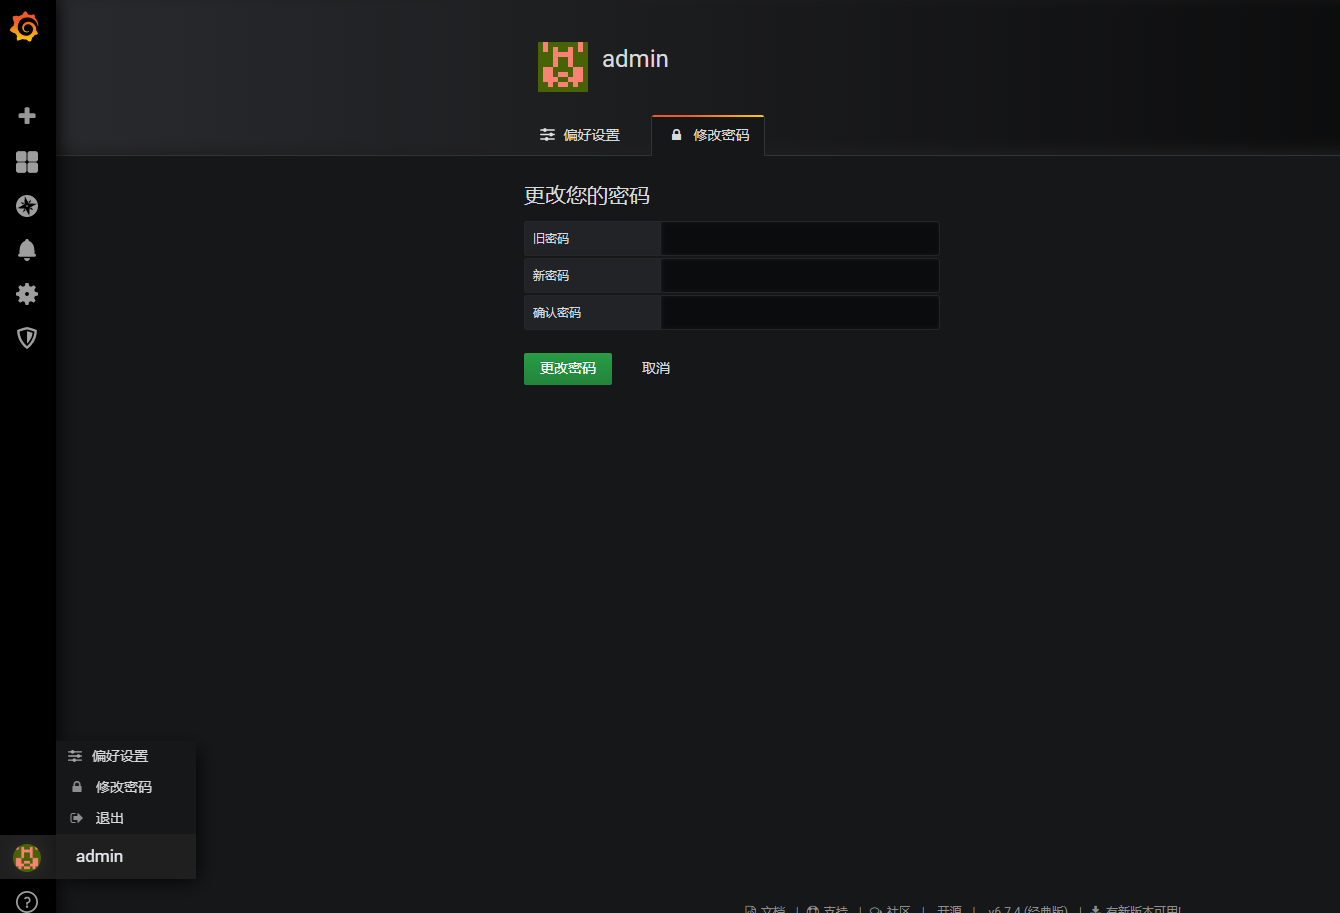 admin
偏好设置
修改密码
更改您的密码
旧密码
新密码
确认密码
更改密码 取消
偏好设置
修改密码
退出
admin
文档 | 支持 | 社区 | 开源 | v6.7.4 (经典版) | 有新版本可用!